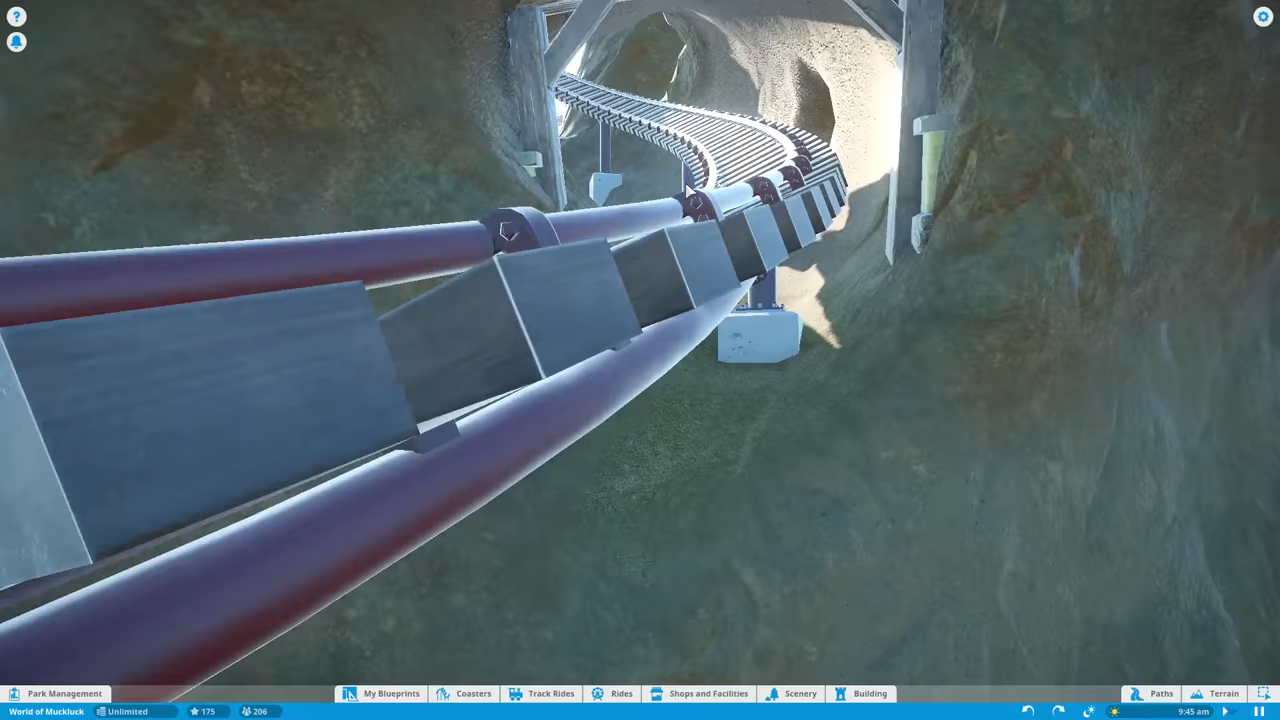 ?
Park Management
My Blueprints
Coasters
Track Rides
Rides
Shops and Facilities
Scenery
Building
Paths
Terrain
World of Muckluck
Unlimited
175
206
9:45 am